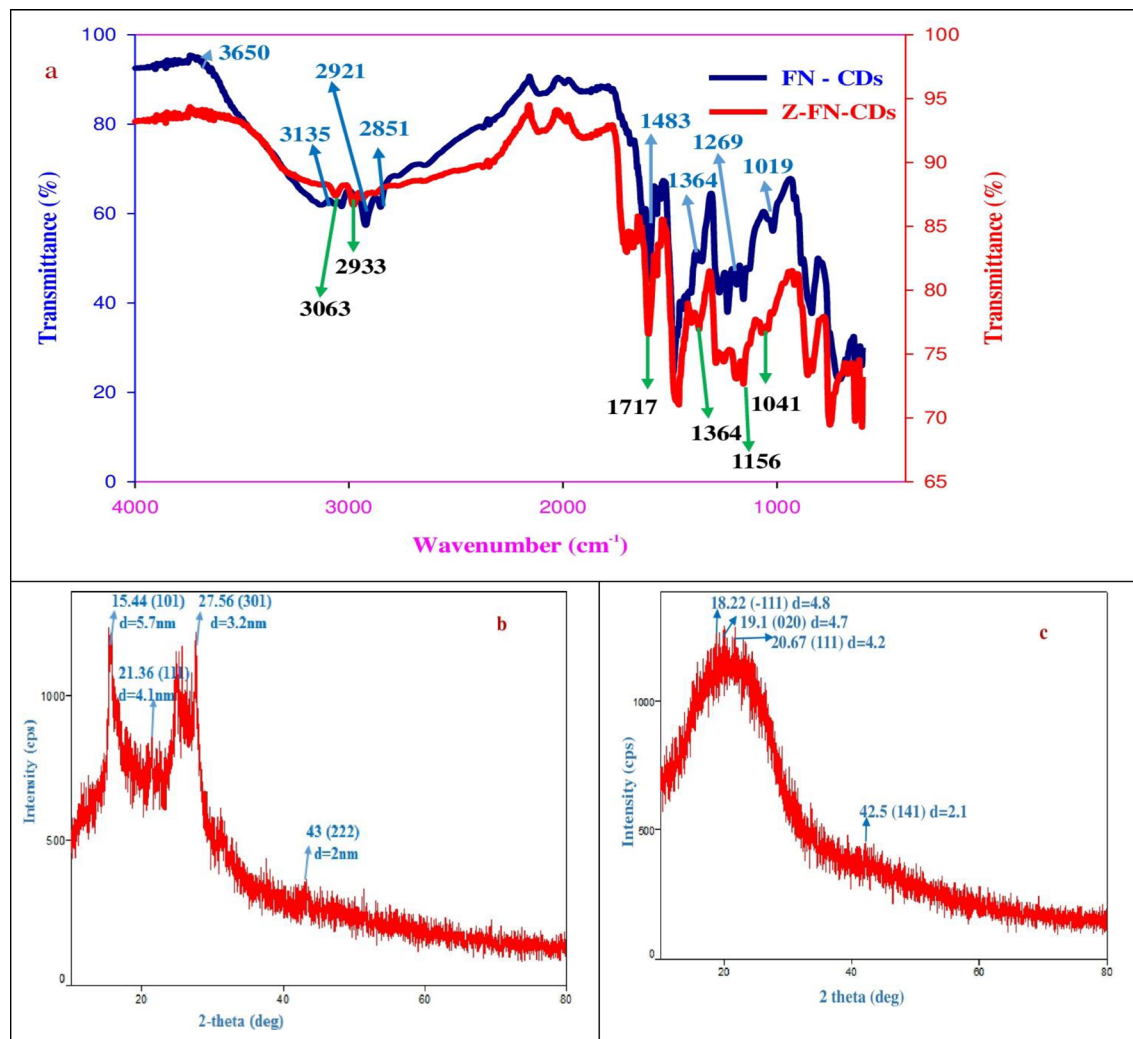 a
100
80
60
40
20
0
Transmittance (%)
3650
3135
2921
2851
3063
2933
FN - CDs
Z-FN-CDs
1483
1364
1269
1019
1717
1364
1156
1041
100
95
90
85
80
75
70
65
Transmittance (%)
4000
3000
2000
1000
Wavenumber (cm⁻¹)
b
15.44 (101)
d=5.7nm
27.56 (301)
d=3.2nm
21.36 (111)
d=4.1nm
43 (222)
d=2nm
1000
500
0
Intensity (cps)
20
40
60
80
2-theta (deg)
c
18.22 (-111) d=4.8
19.1 (020) d=4.7
20.67 (111) d=4.2
42.5 (141) d=2.1
1000
500
0
Intensity (cps)
20
40
60
80
2 theta (deg)